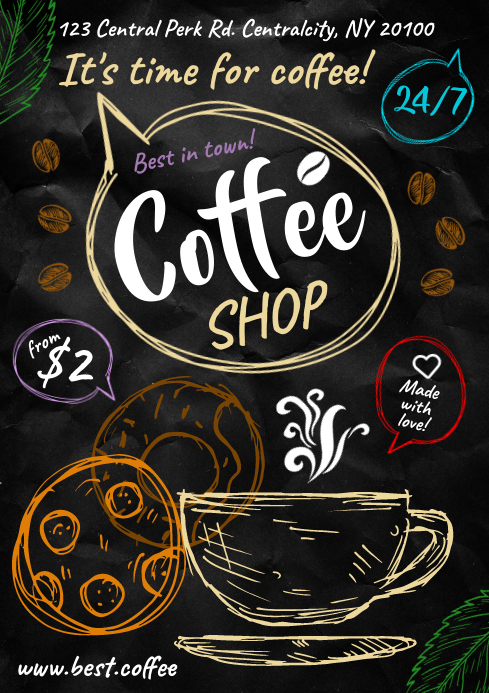 123 Central Perk Rd. Centralcity, NY 20100
It's time for coffee!
24/7
Best in town!
Coffee
SHOP
from
$2
Made
with
love!
www.best.coffee